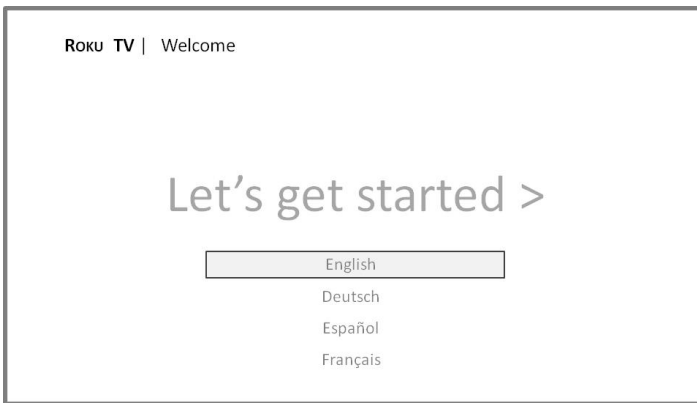 ROKU TV | Welcome
Let's get started >
English
Deutsch
Español
Français